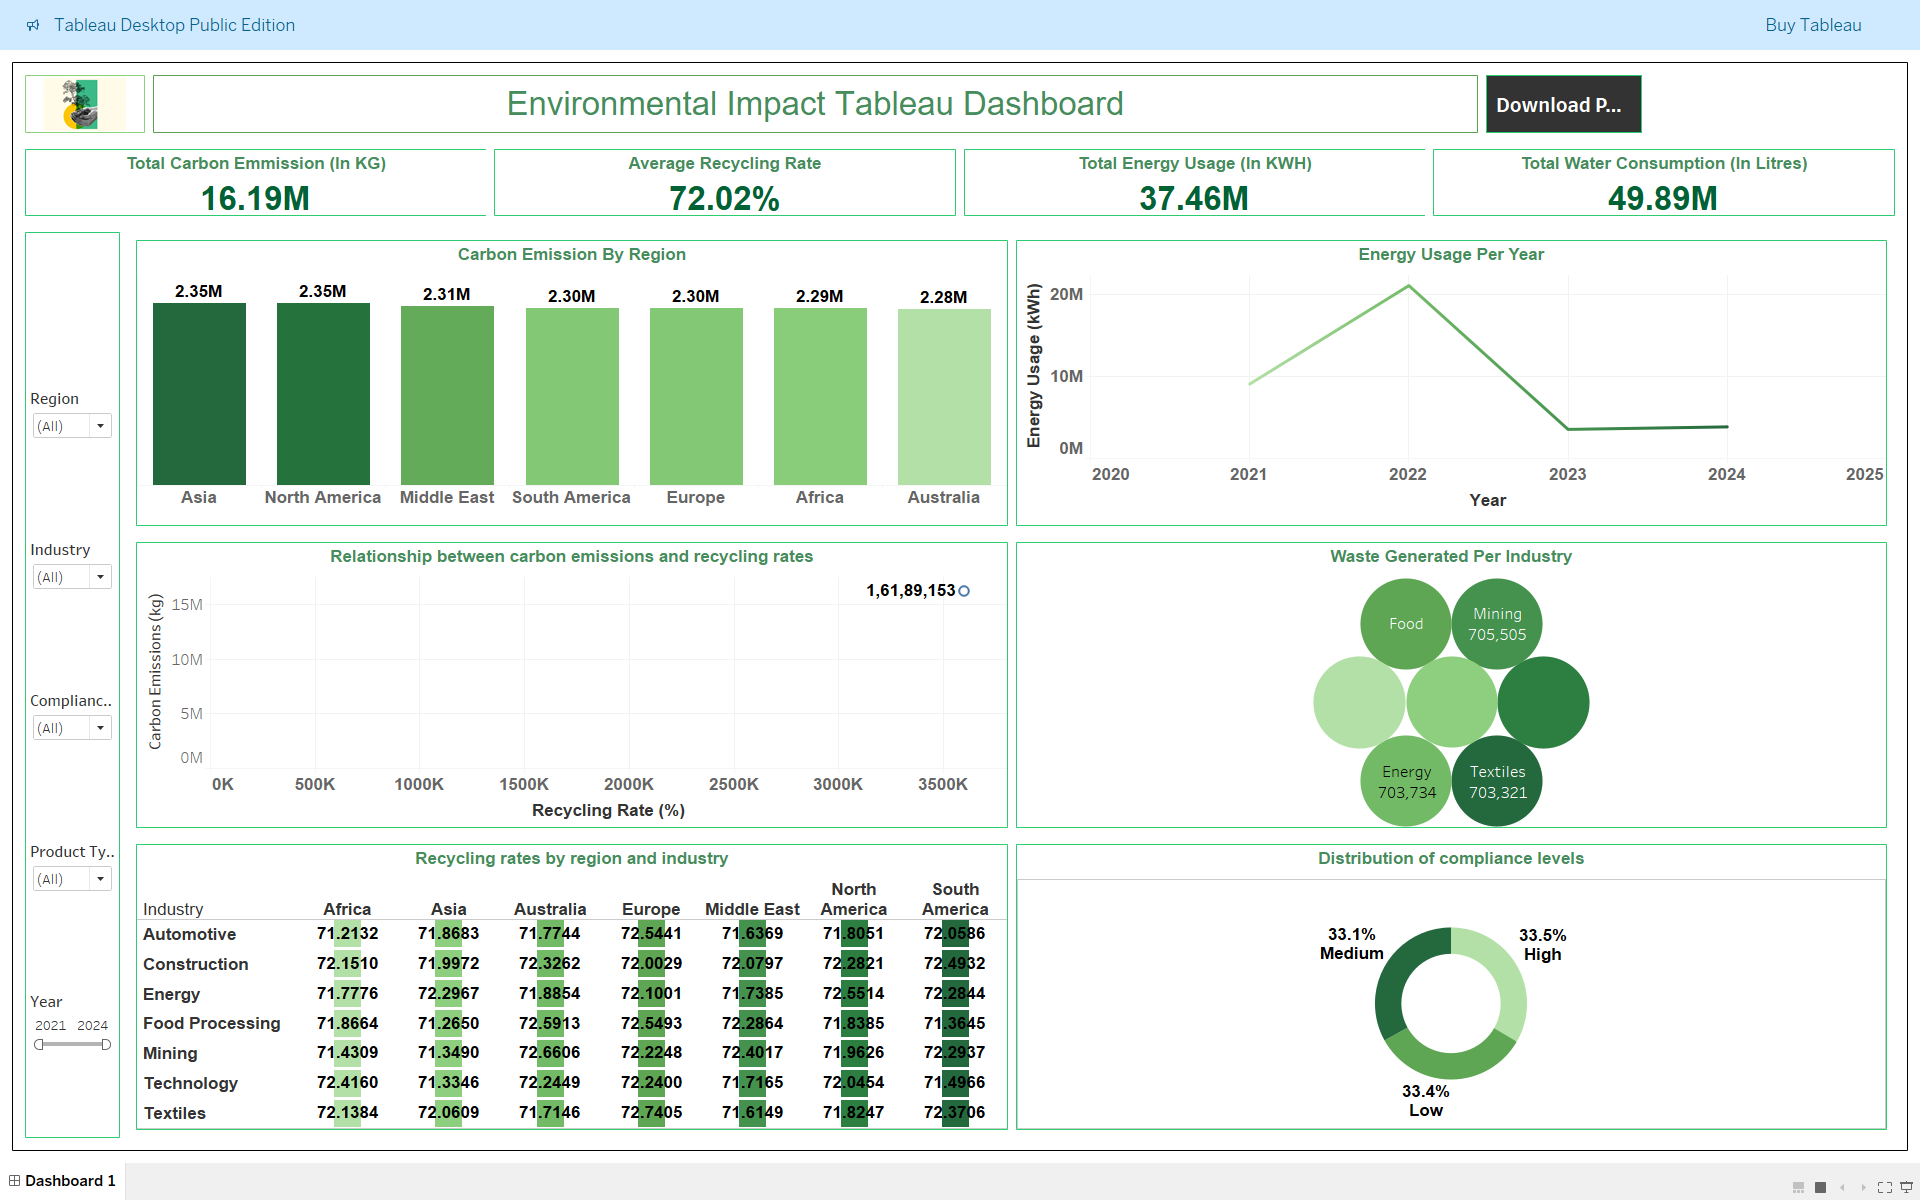 Tableau Desktop Public Edition
Buy Tableau
Environmental Impact Tableau Dashboard
Download P...
Total Carbon Emmission (In KG)
16.19M
Average Recycling Rate
72.02%
Total Energy Usage (In KWH)
37.46M
Total Water Consumption (In Litres)
49.89M
Region
(All)
Industry
(All)
Complianc..
(All)
Product Ty..
(All)
Year
2021 2024
Carbon Emission By Region
2.35M 2.35M 2.31M 2.30M 2.30M 2.29M 2.28M
Asia North America Middle East South America Europe Africa Australia
Energy Usage Per Year
Energy Usage (kWh)
20M
10M
0M
2020 2021 2022 2023 2024 2025
Year
Relationship between carbon emissions and recycling rates
Carbon Emissions (kg)
1,61,89,153
15M
10M
5M
0M
0K 500K 1000K 1500K 2000K 2500K 3000K 3500K
Recycling Rate (%)
Waste Generated Per Industry
Food
Mining
705,505
Energy
703,734
Textiles
703,321
Recycling rates by region and industry
Industry Africa Asia Australia Europe Middle East North America South America
Automotive 71.2132 71.8683 71.7744 72.5441 71.6369 71.8051 72.0586
Construction 72.1510 71.9972 72.3262 72.0029 72.0797 72.2821 72.4932
Energy 71.7776 72.2967 71.8854 72.1001 71.7385 72.5514 72.2844
Food Processing 71.8664 71.2650 72.5913 72.5493 72.2864 71.8385 71.3645
Mining 71.4309 71.3490 72.6606 72.2248 72.4017 71.9626 72.2937
Technology 72.4160 71.3346 72.2449 72.2400 71.7165 72.0454 71.4966
Textiles 72.1384 72.0609 71.7146 72.7405 71.6149 71.8247 72.3706
Distribution of compliance levels
33.1%
Medium
33.5%
High
33.4%
Low
Dashboard 1